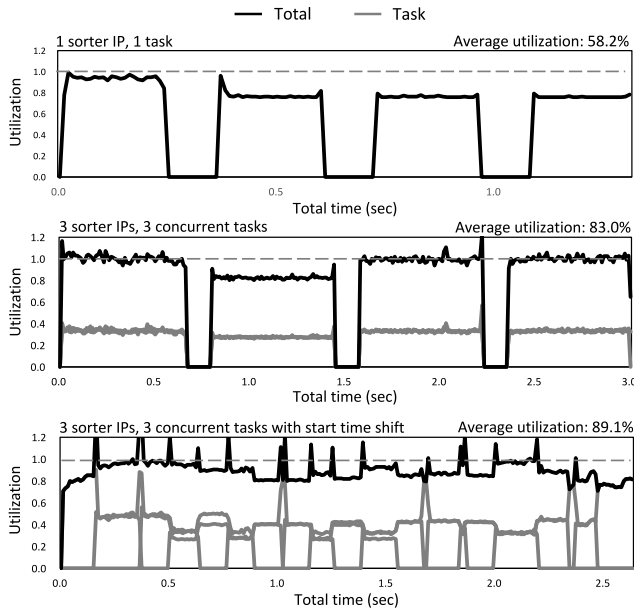 Total Task
1 sorter IP, 1 task Average utilization: 58.2%
1.2
1.0
0.8
0.6
0.4
0.2
0.0
Utilization
0.0 0.5 1.0
Total time (sec)
3 sorter IPs, 3 concurrent tasks Average utilization: 83.0%
1.2
1.0
0.8
0.6
0.4
0.2
0.0
Utilization
0.0 0.5 1.0 1.5 2.0 2.5 3.0
Total time (sec)
3 sorter IPs, 3 concurrent tasks with start time shift Average utilization: 89.1%
1.2
1.0
0.8
0.6
0.4
0.2
0.0
Utilization
0.0 0.5 1.0 1.5 2.0 2.5
Total time (sec)